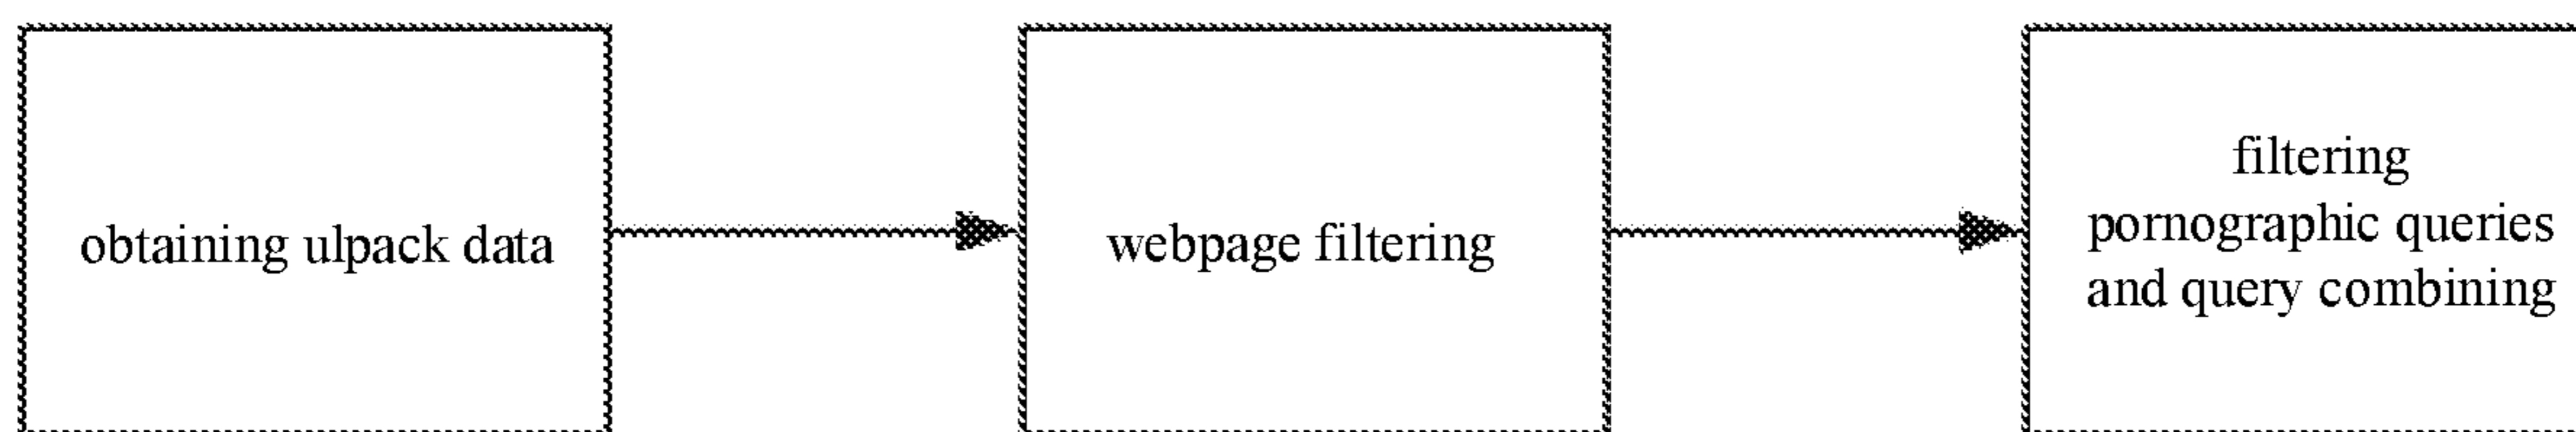 obtaining ulpack data
webpage filtering
filtering
pornographic queries
and query combining